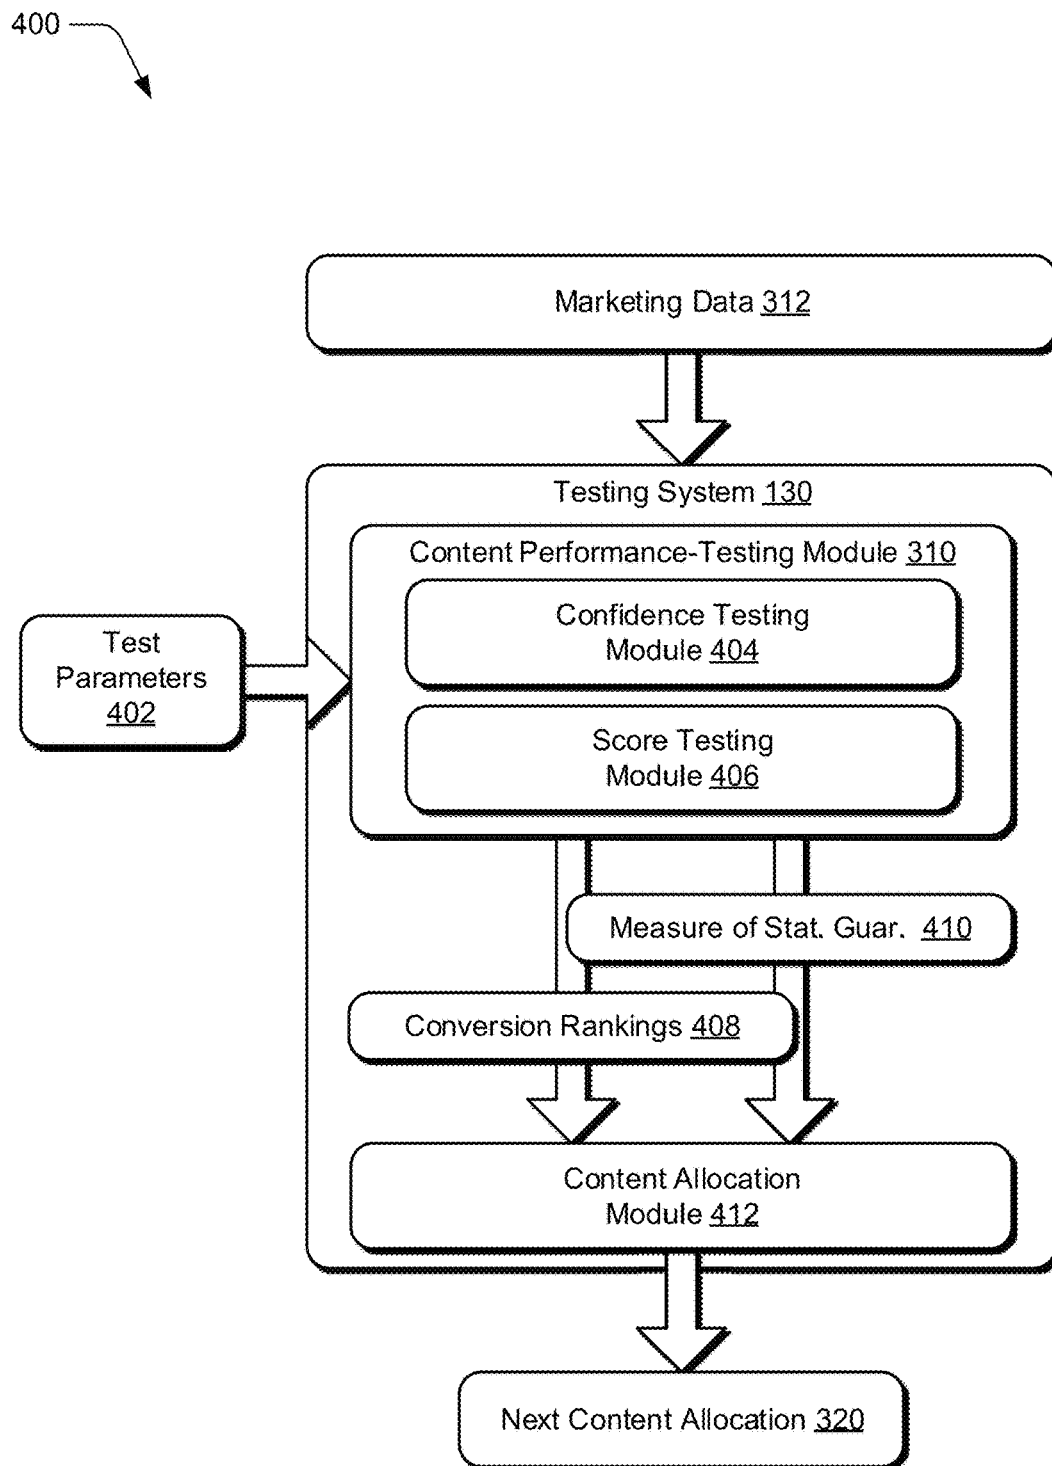 400
Marketing Data 312
Testing System 130
Content Performance-Testing Module 310
Confidence Testing
Module 404
Test
Parameters
402
Score Testing
Module 406
Measure of Stat. Guar. 410
Conversion Rankings 408
Content Allocation
Module 412
Next Content Allocation 320